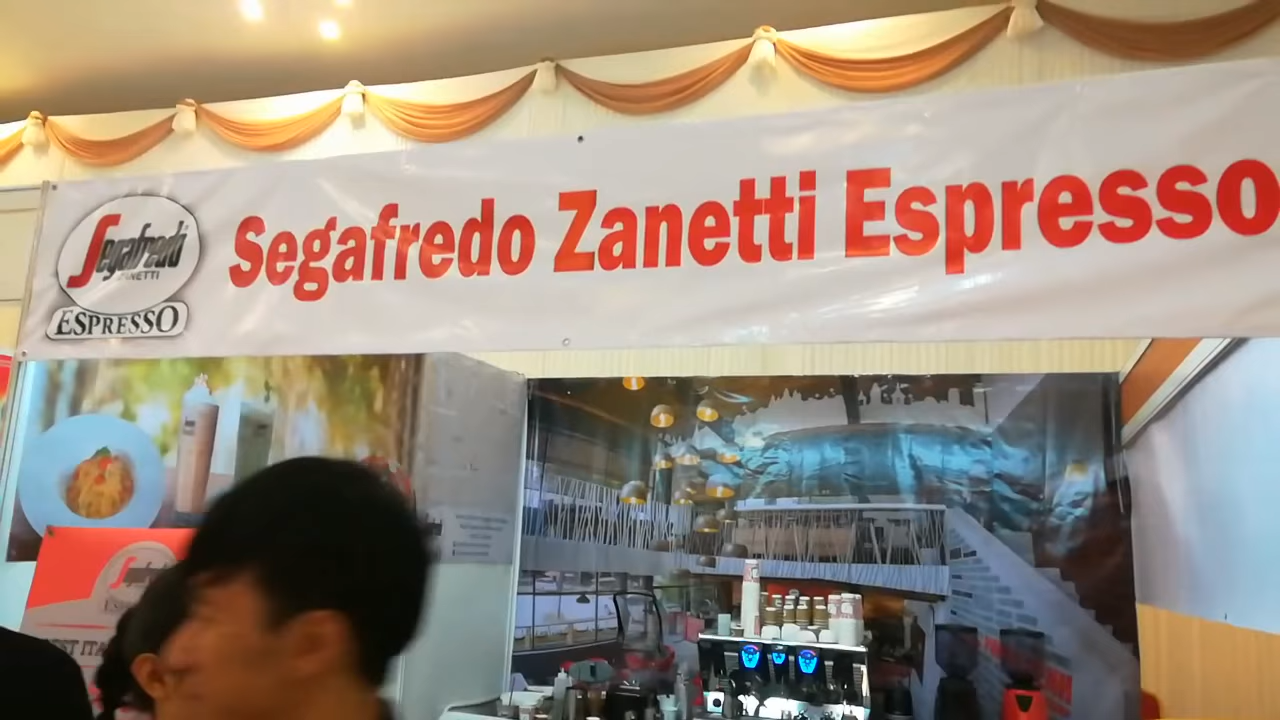 Segafredo
ZANETTI
ESPRESSO
Segafredo Zanetti Espresso